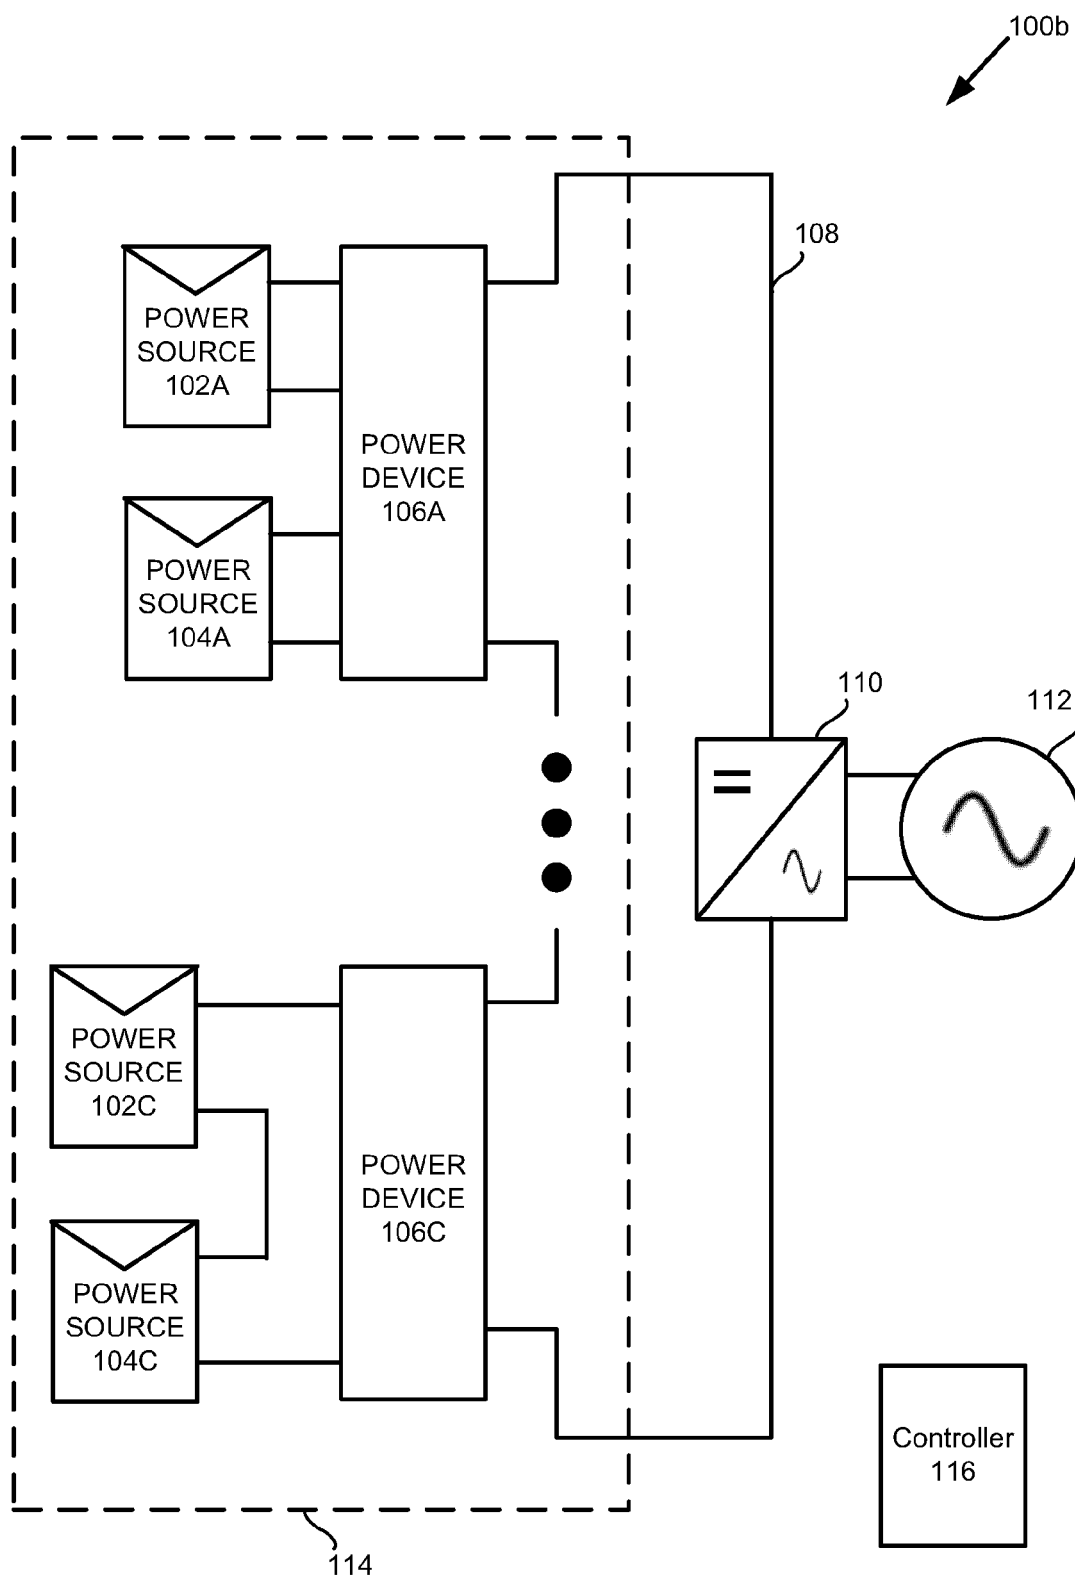 100b
108
POWER
SOURCE
102A
POWER
DEVICE
106A
POWER
SOURCE
104A
110
112
POWER
SOURCE
102C
POWER
DEVICE
106C
POWER
SOURCE
104C
Controller
116
114